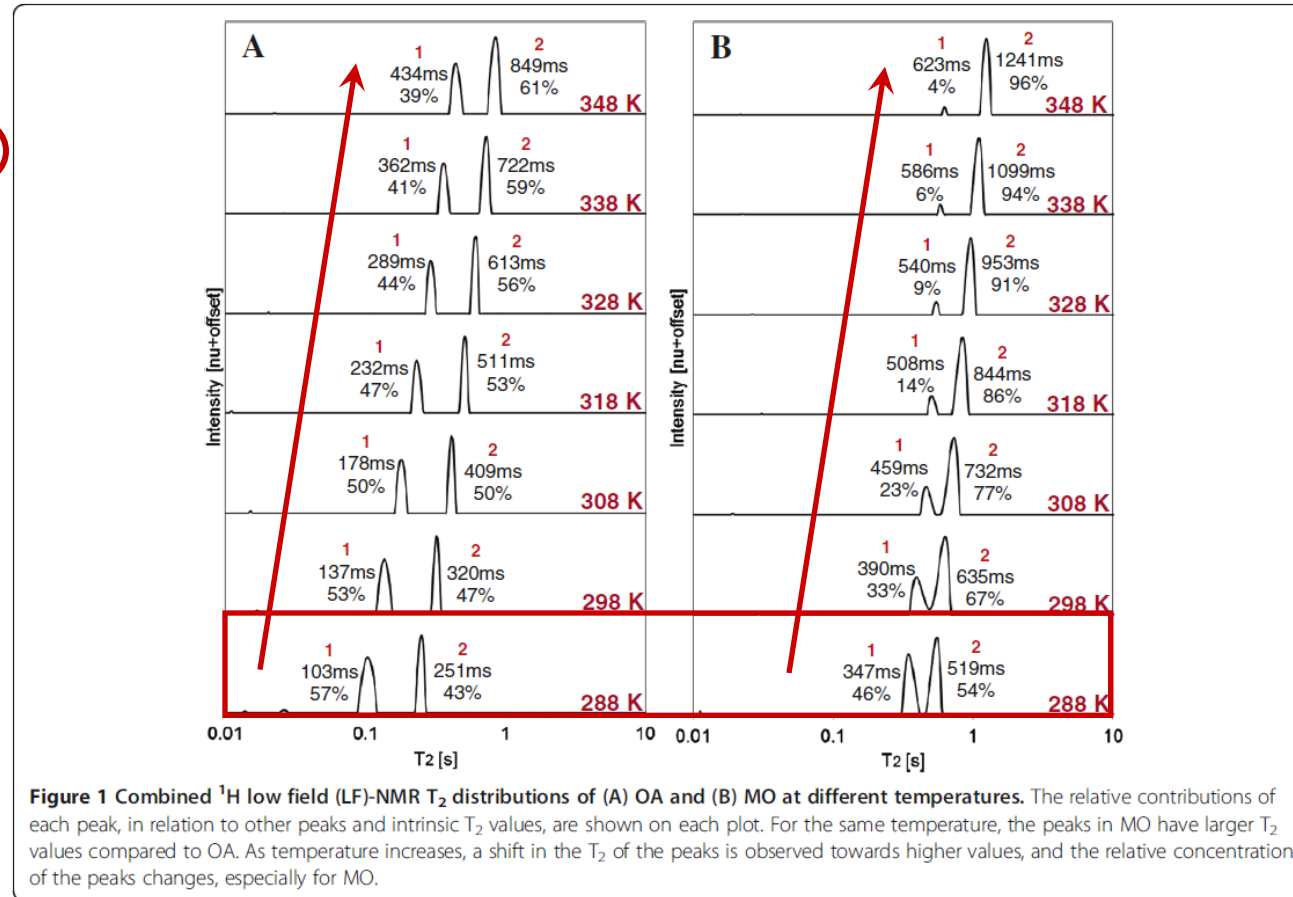 A
1
434ms
39%
2
849ms
61%
348 K
1
362ms
41%
2
722ms
59%
338 K
1
289ms
44%
2
613ms
56%
328 K
1
232ms
47%
2
511ms
53%
318 K
1
178ms
50%
2
409ms
50%
308 K
1
137ms
53%
2
320ms
47%
298 K
1
103ms
57%
2
251ms
43%
288 K
Intensity [nu+offset]
0.01 0.1 1 10
T2 [s]
B
1
623ms
4%
2
1241ms
96%
348 K
1
586ms
6%
2
1099ms
94%
338 K
1
540ms
9%
2
953ms
91%
328 K
1
508ms
14%
2
844ms
86%
318 K
1
459ms
23%
2
732ms
77%
308 K
1
390ms
33%
2
635ms
67%
298 K
1
347ms
46%
2
519ms
54%
288 K
Intensity [nu+offset]
0.01 0.1 1 10
T2 [s]
Figure 1 Combined ¹H low field (LF)-NMR T₂ distributions of (A) OA and (B) MO at different temperatures. The relative contributions of
each peak, in relation to other peaks and intrinsic T₂ values, are shown on each plot. For the same temperature, the peaks in MO have larger T₂
values compared to OA. As temperature increases, a shift in the T₂ of the peaks is observed towards higher values, and the relative concentration
of the peaks changes, especially for MO.